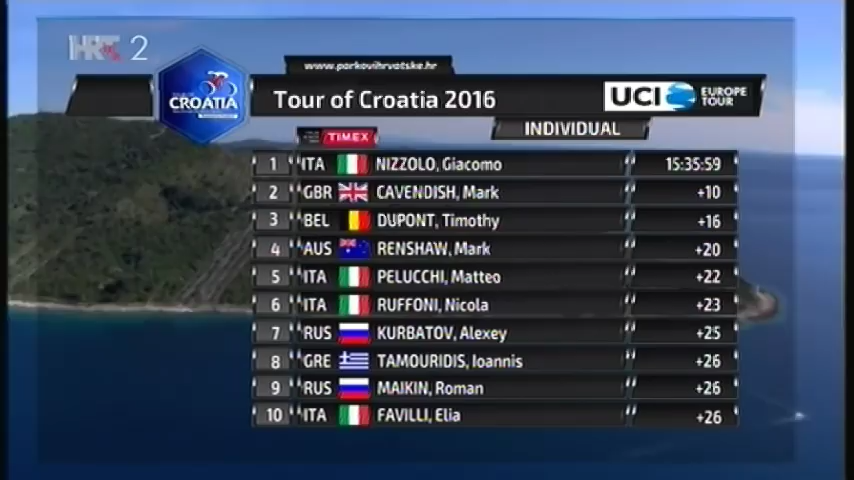 HRT 2
www.parkovihrvatske.hr
CROATIA
Tour of Croatia 2016
UCI EUROPE TOUR
TIMEX
INDIVIDUAL
1 ITA NIZZOLO, Giacomo 15:35:59
2 GBR CAVENDISH, Mark +10
3 BEL DUPONT, Timothy +16
4 AUS RENSHAW, Mark +20
5 ITA PELUCCHI, Matteo +22
6 ITA RUFFONI, Nicola +23
7 RUS KURBATOV, Alexey +25
8 GRE TAMOURIDIS, Ioannis +26
9 RUS MAIKIN, Roman +26
10 ITA FAVILLI, Elia +26